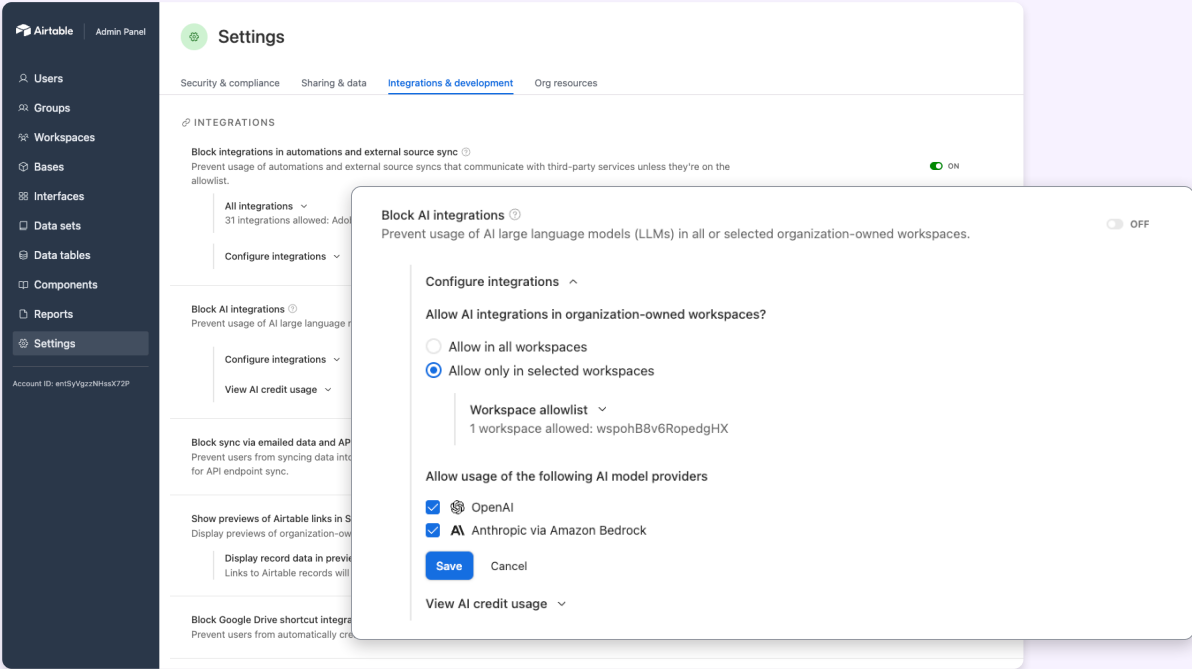 Airtable
Admin Panel
Users
Groups
Workspaces
Bases
Interfaces
Data sets
Data tables
Components
Reports
Settings
Account ID: entSyVgzzNHssX72P
Settings
Security & compliance
Sharing & data
Integrations & development
Org resources
INTEGRATIONS
Block integrations in automations and external source sync
Prevent usage of automations and external source syncs that communicate with third-party services unless they're on the
allowlist.
ON
All integrations
31 integrations allowed: Adol
Configure integrations
Block AI integrations
Prevent usage of AI large language
Configure integrations
View AI credit usage
Block sync via emailed data and API
Prevent users from syncing data into
for API endpoint sync.
Show previews of Airtable links in S
Display previews of organization-ow
Display record data in previe
Links to Airtable records will
Block Google Drive shortcut integra
Prevent users from automatically cre
Block AI integrations
Prevent usage of AI large language models (LLMs) in all or selected organization-owned workspaces.
OFF
Configure integrations
Allow AI integrations in organization-owned workspaces?
Allow in all workspaces
Allow only in selected workspaces
Workspace allowlist
1 workspace allowed: wspohB8v6RopedgHX
Allow usage of the following AI model providers
OpenAI
Anthropic via Amazon Bedrock
Save
Cancel
View AI credit usage